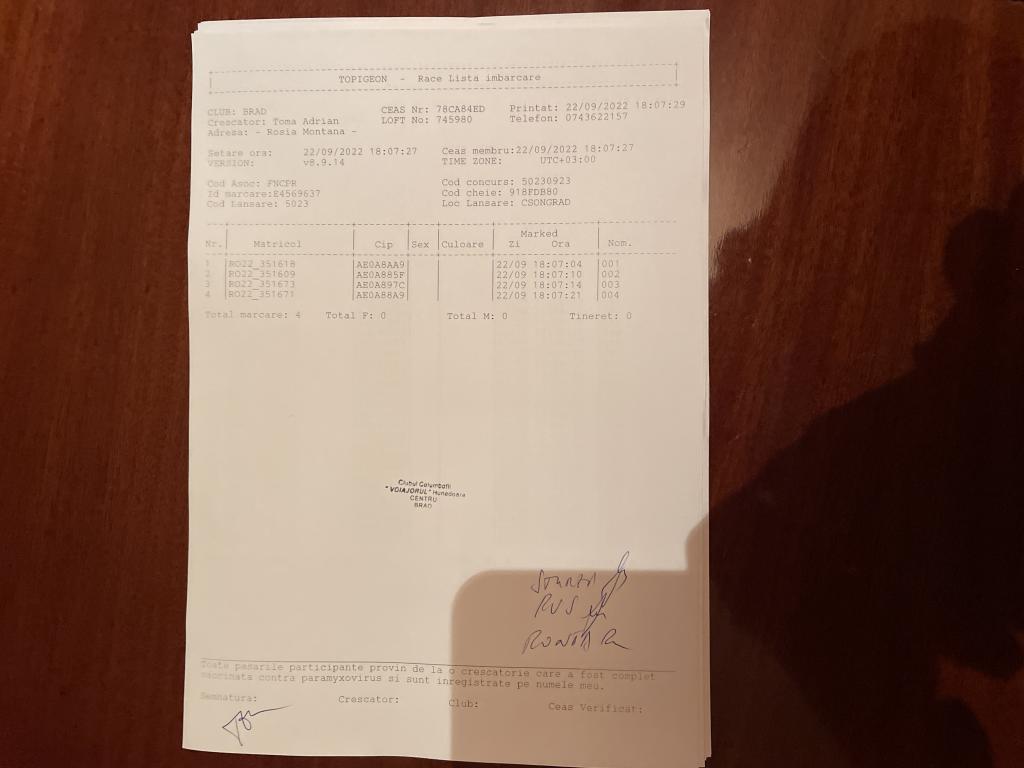 TOPIGEON - Race Lista imbarcare
CLUB: BRAD CEAS Nr: 78CA84ED Printat: 22/09/2022 18:07:29
Crescator: Toma Adrian LOFT No: 745980 Telefon: 0743622157
Adresa: - Rosia Montana -
Setare ora: 22/09/2022 18:07:27 Ceas membru:22/09/2022 18:07:27
VERSION: v8.9.14 TIME ZONE: UTC+03:00
Cod Asoc: FNCPR Cod concurs: 50230923
Id marcare:E4569637 Cod cheie: 918FDB80
Cod Lansare: 5023 Loc Lansare: CSONGRAD
Marked
Nr. Matricol Cip Sex Culoare Zi Ora Nom.
1 RO22_351618 AE0A8AA9 22/09 18:07:04 001
2 RO22_351609 AE0A885F 22/09 18:07:10 002
3 RO22_351673 AE0A897C 22/09 18:07:14 003
4 RO22_351671 AE0A88A9 22/09 18:07:21 004
Total marcare: 4 Total F: 0 Total M: 0 Tineret: 0
Clubul Columbofil
"VOIAJORUL" Hunedoara
CENTRU
BRAD
RUS
Toate pasarile participante provin de la o crescatorie care a fost complet
vaccinata contra paramyxovirus si sunt inregistrate pe numele meu.
Semnatura: Crescator: Club: Ceas Verificat: